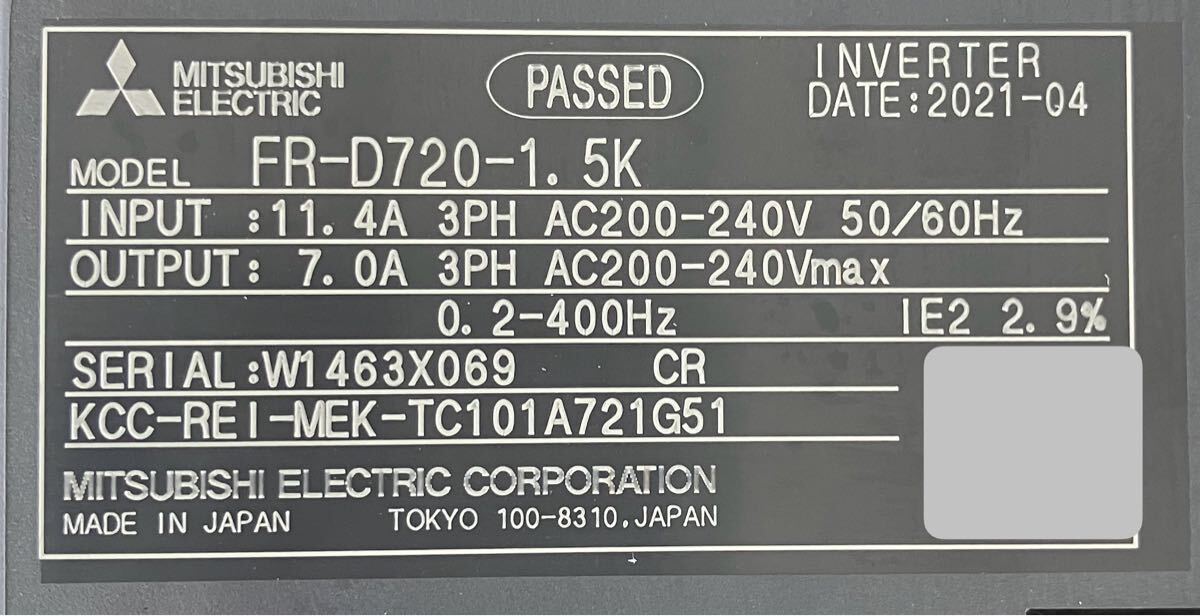 MITSUBISHI
ELECTRIC
PASSED
INVERTER
DATE:2021-04
MODEL FR-D720-1.5K
INPUT :11.4A 3PH AC200-240V 50/60Hz
OUTPUT: 7.0A 3PH AC200-240Vmax
0.2-400Hz IE2 2.9%
SERIAL:W1463X069 CR
KCC-REI-MEK-TC101A721G51
MITSUBISHI ELECTRIC CORPORATION
MADE IN JAPAN TOKYO 100-8310,JAPAN